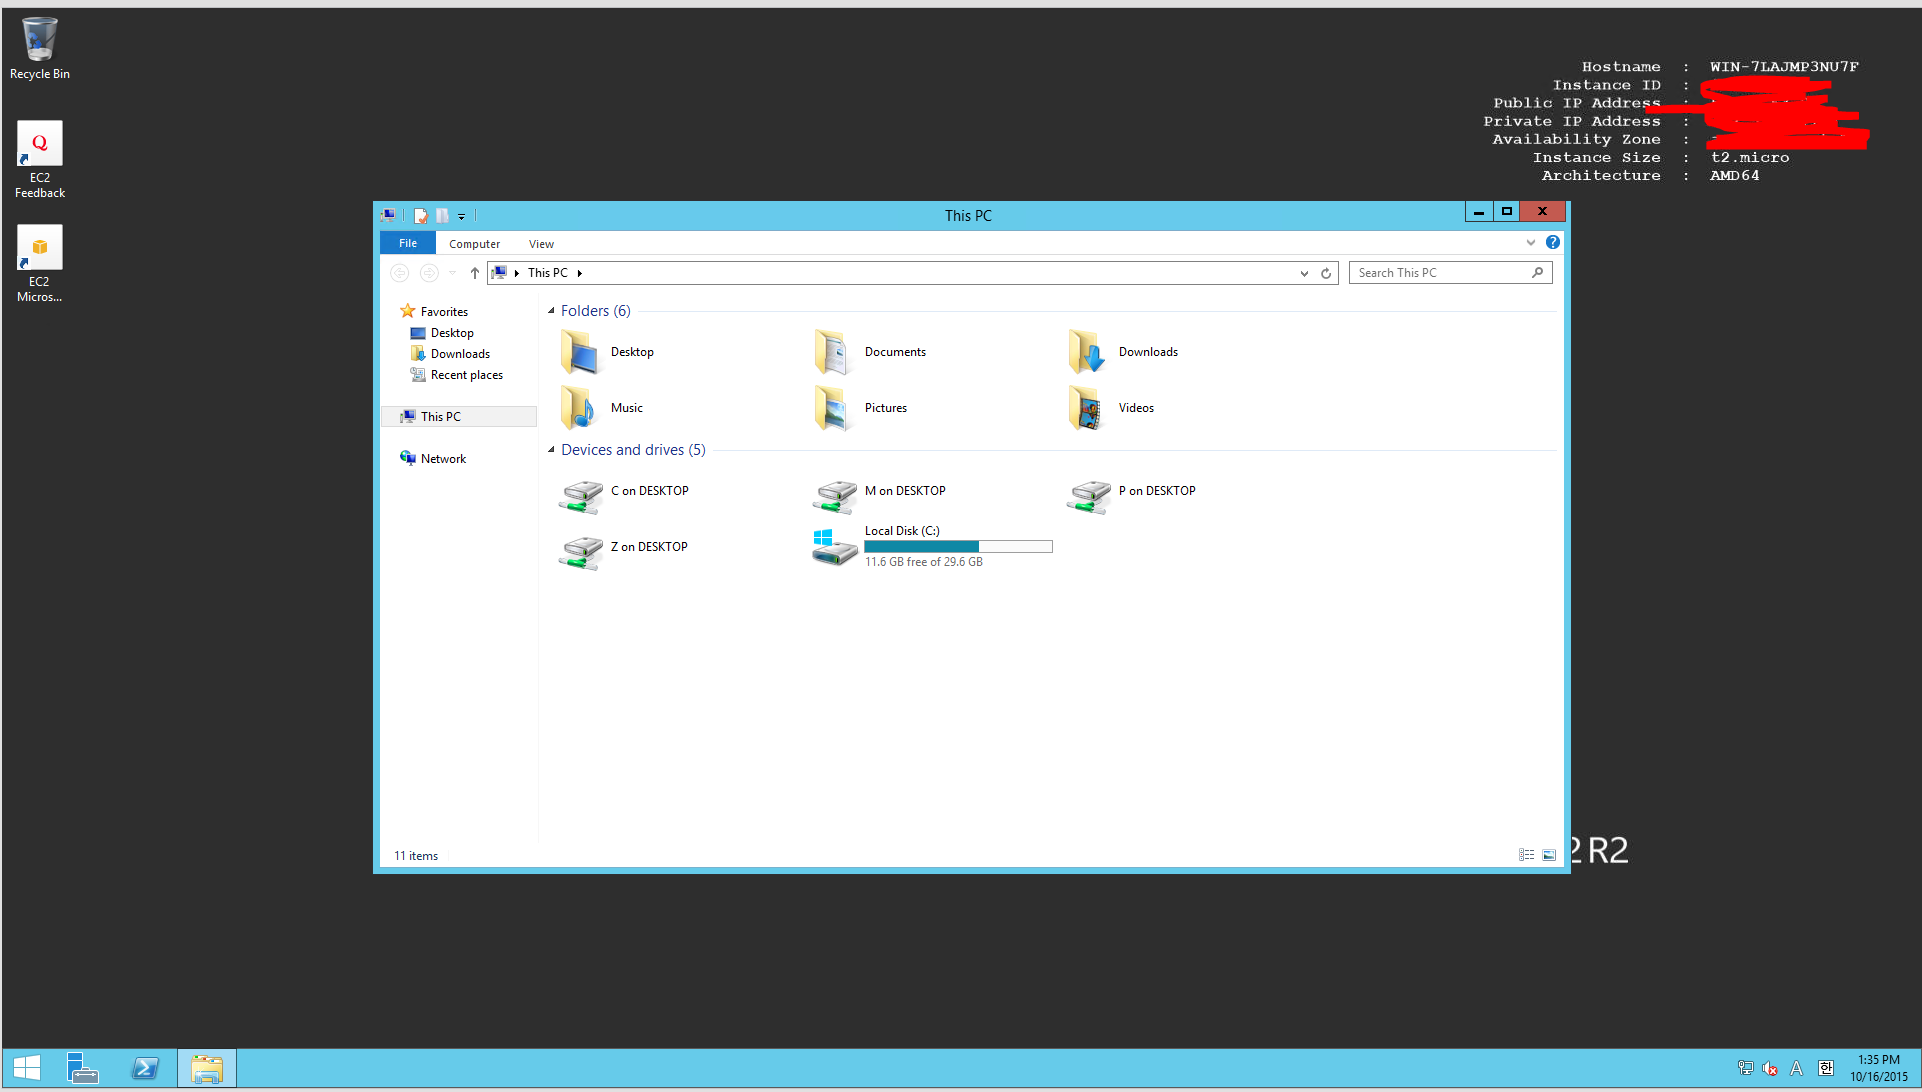 Recycle Bin
EC2
Feedback
EC2
Micros...
Hostname : WIN-7LAJMP3NU7F
Instance ID :
Public IP Address :
Private IP Address :
Availability Zone :
Instance Size : t2.micro
Architecture : AMD64
This PC
File Computer View
This PC
Search This PC
Favorites
Desktop
Downloads
Recent places
This PC
Network
Folders (6)
Desktop
Documents
Downloads
Music
Pictures
Videos
Devices and drives (5)
C on DESKTOP
M on DESKTOP
P on DESKTOP
Z on DESKTOP
Local Disk (C:)
11.6 GB free of 29.6 GB
11 items
2 R2
A 한
1:35 PM
10/16/2015